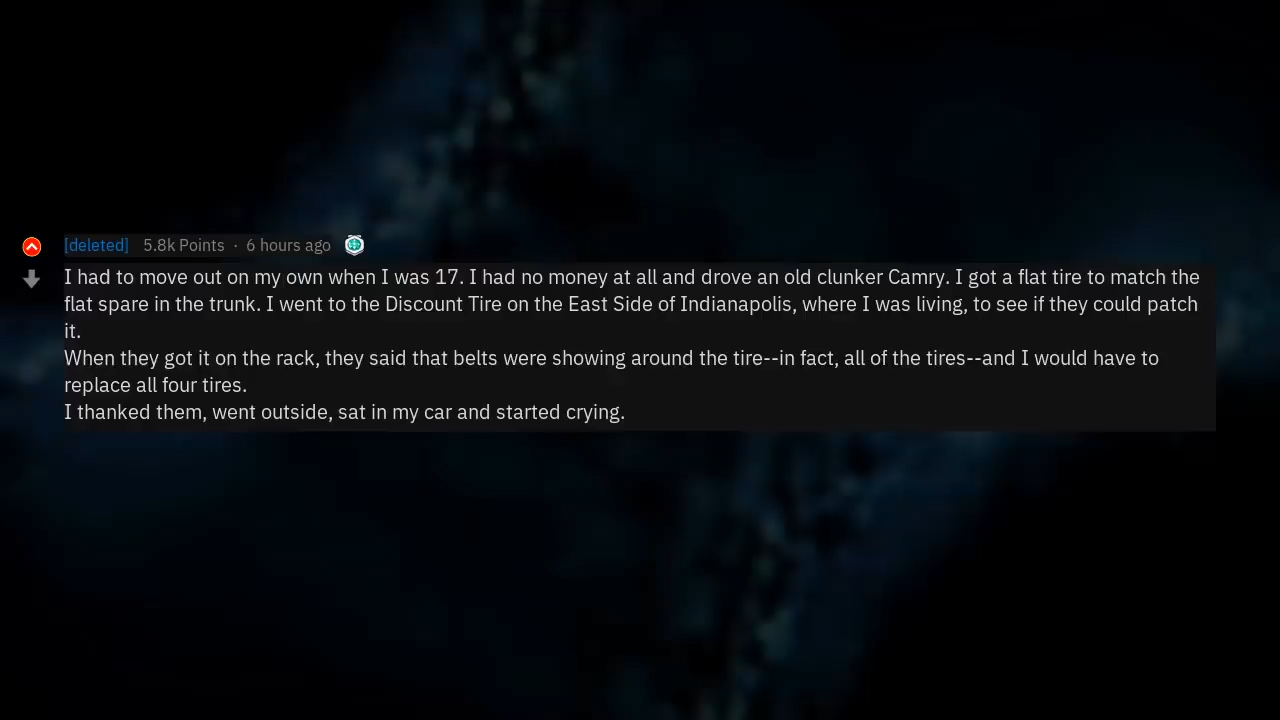 [deleted] 5.8k Points · 6 hours ago
I had to move out on my own when I was 17. I had no money at all and drove an old clunker Camry. I got a flat tire to match the
flat spare in the trunk. I went to the Discount Tire on the East Side of Indianapolis, where I was living, to see if they could patch
it.
When they got it on the rack, they said that belts were showing around the tire--in fact, all of the tires--and I would have to
replace all four tires.
I thanked them, went outside, sat in my car and started crying.